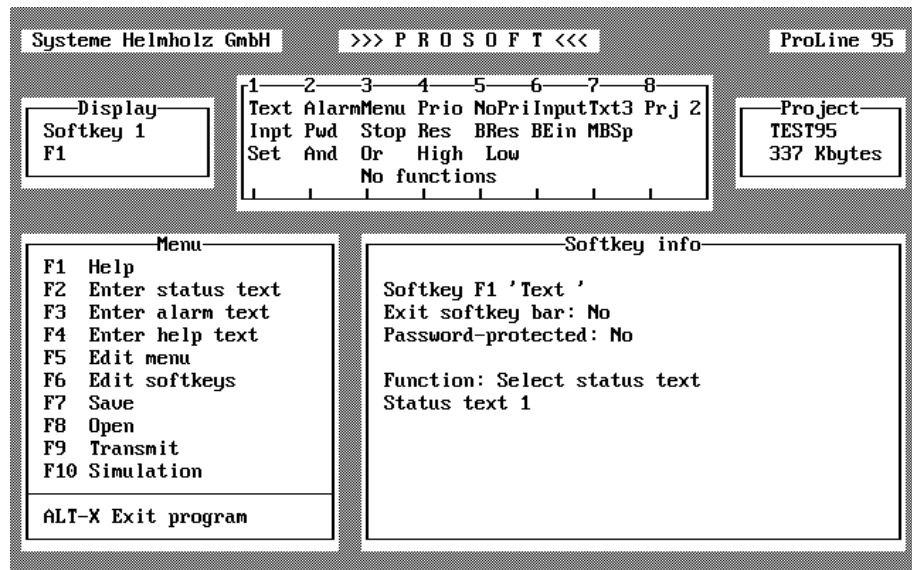 Systeme Helmholz GmbH >>> P R O S O F T <<< ProLine 95
1 2 3 4 5 6 7 8
Display
Softkey 1
F1
Text AlarmMenu Prio NoPriInputTxt3 Prj 2
Inpt Pwd Stop Res BRes BEin MBSp
Set And Or High Low
No functions
Project
TEST95
337 Kbytes
Menu
F1 Help
F2 Enter status text
F3 Enter alarm text
F4 Enter help text
F5 Edit menu
F6 Edit softkeys
F7 Save
F8 Open
F9 Transmit
F10 Simulation
ALT-X Exit program
Softkey info
Softkey F1 'Text '
Exit softkey bar: No
Password-protected: No
Function: Select status text
Status text 1